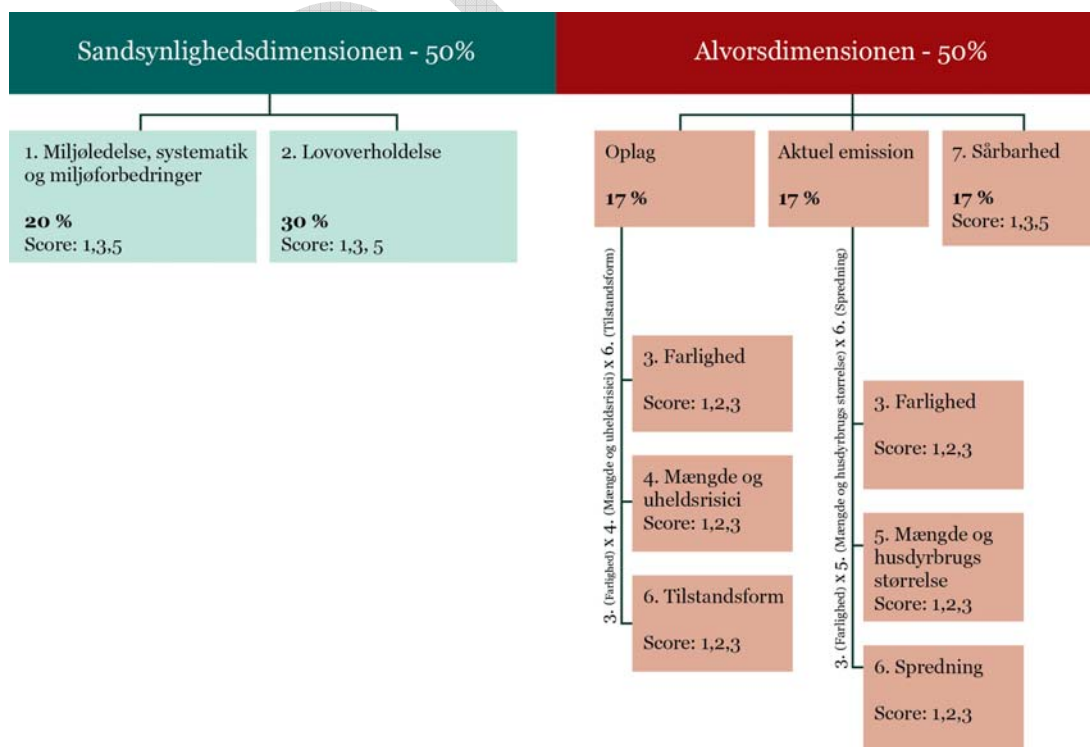 Sandsynlighedsdimensionen - 50%
Alvorsdimensionen - 50%
1. Miljøledelse, systematik
og miljøforbedringer
20 %
Score: 1,3,5
2. Lovoverholdelse
30 %
Score: 1,3, 5
Oplag
17 %
Aktuel emission
17 %
7. Sårbarhed
17 %
Score: 1,3,5
3. (Farlighed) x 4. (Mængde og uheldsrisici) x 6. (Tilstandsform)
3. Farlighed
Score: 1,2,3
4. Mængde og
uheldsrisici
Score: 1,2,3
6. Tilstandsform
Score: 1,2,3
3. (Farlighed) x 5. (Mængde og husdyrbrugs størrelse) x 6. (Spredning)
3. Farlighed
Score: 1,2,3
5. Mængde og
husdyrbrugs
størrelse
Score: 1,2,3
6. Spredning
Score: 1,2,3